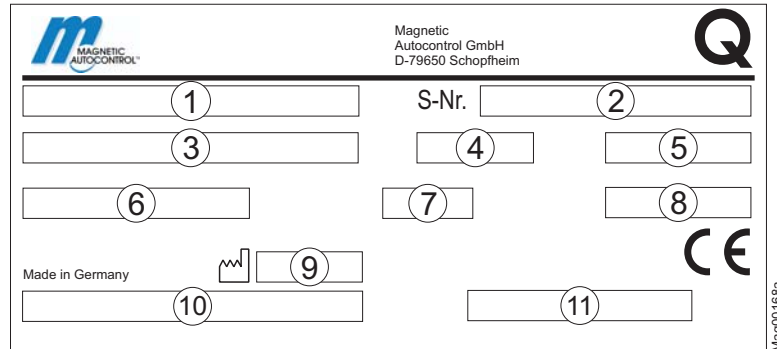 MAGNETIC
AUTOCONTROL
Magnetic
Autocontrol GmbH
D-79650 Schopfheim
Q
1
S-Nr.
2
3
4
5
6
7
8
CE
Made in Germany
9
10
11
Mag00168a